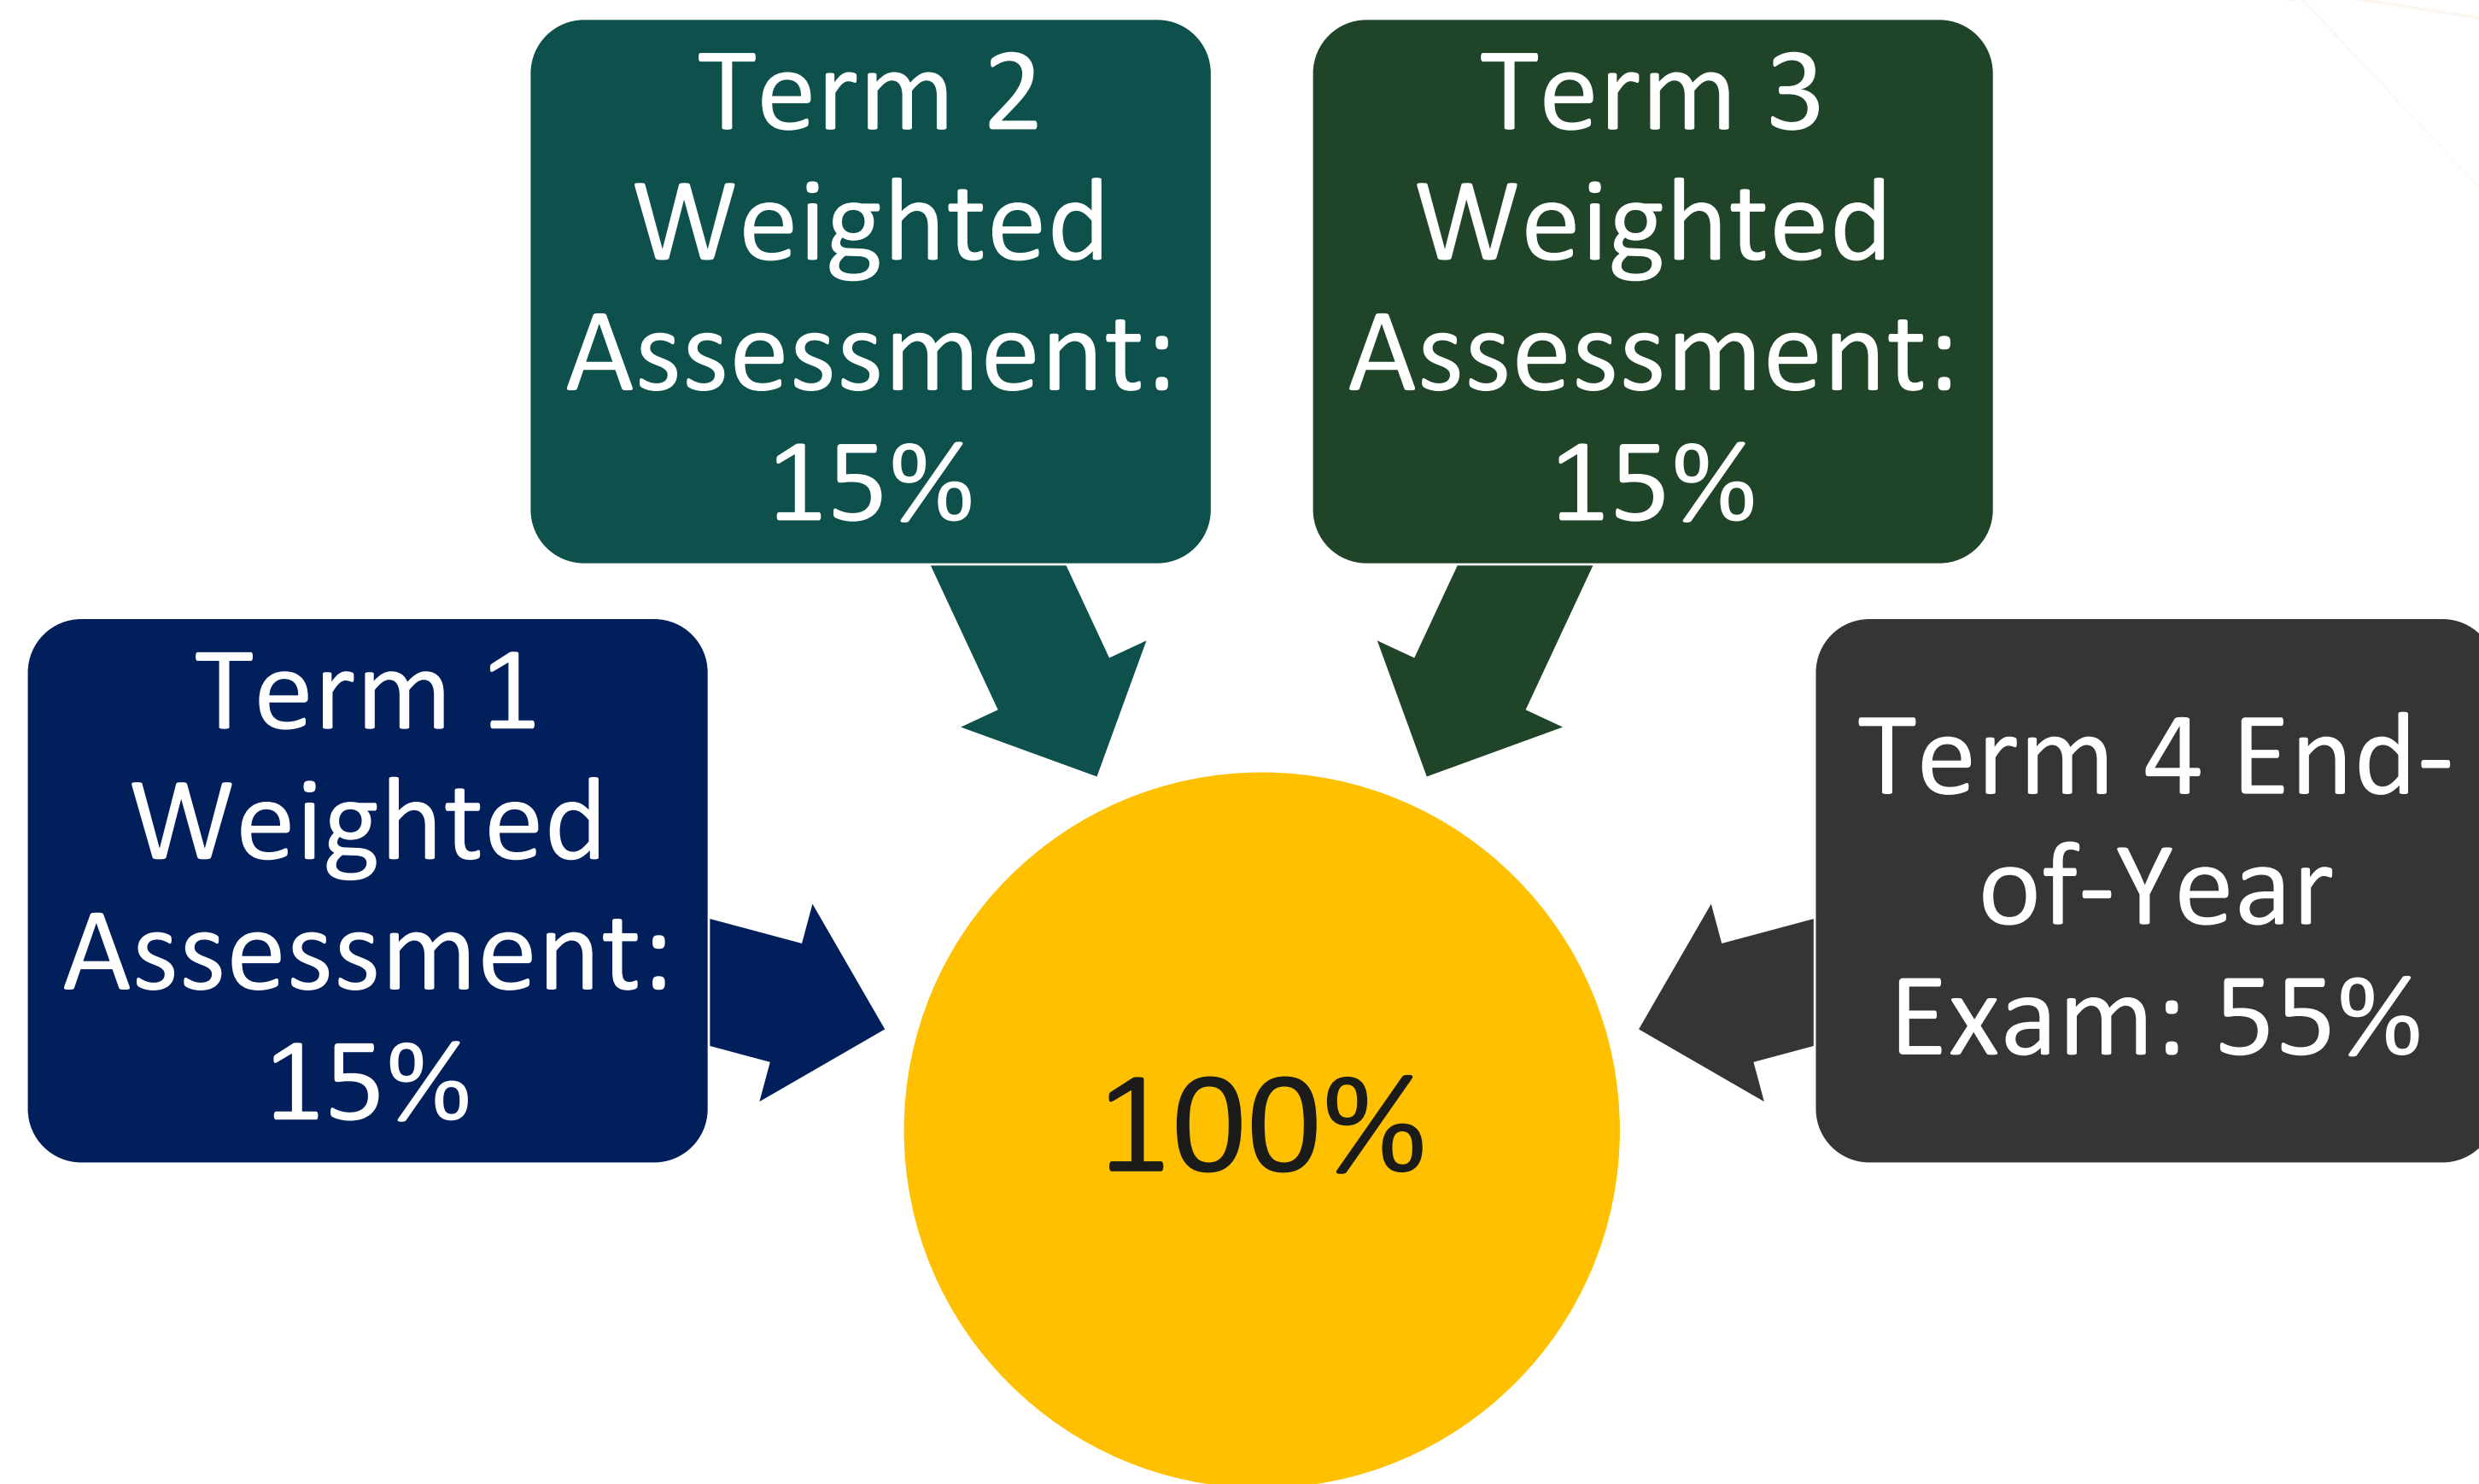 Term 1
Weighted
Assessment:
15%
Term 2
Weighted
Assessment:
15%
Term 3
Weighted
Assessment:
15%
Term 4 End-
of-Year
Exam: 55%
100%